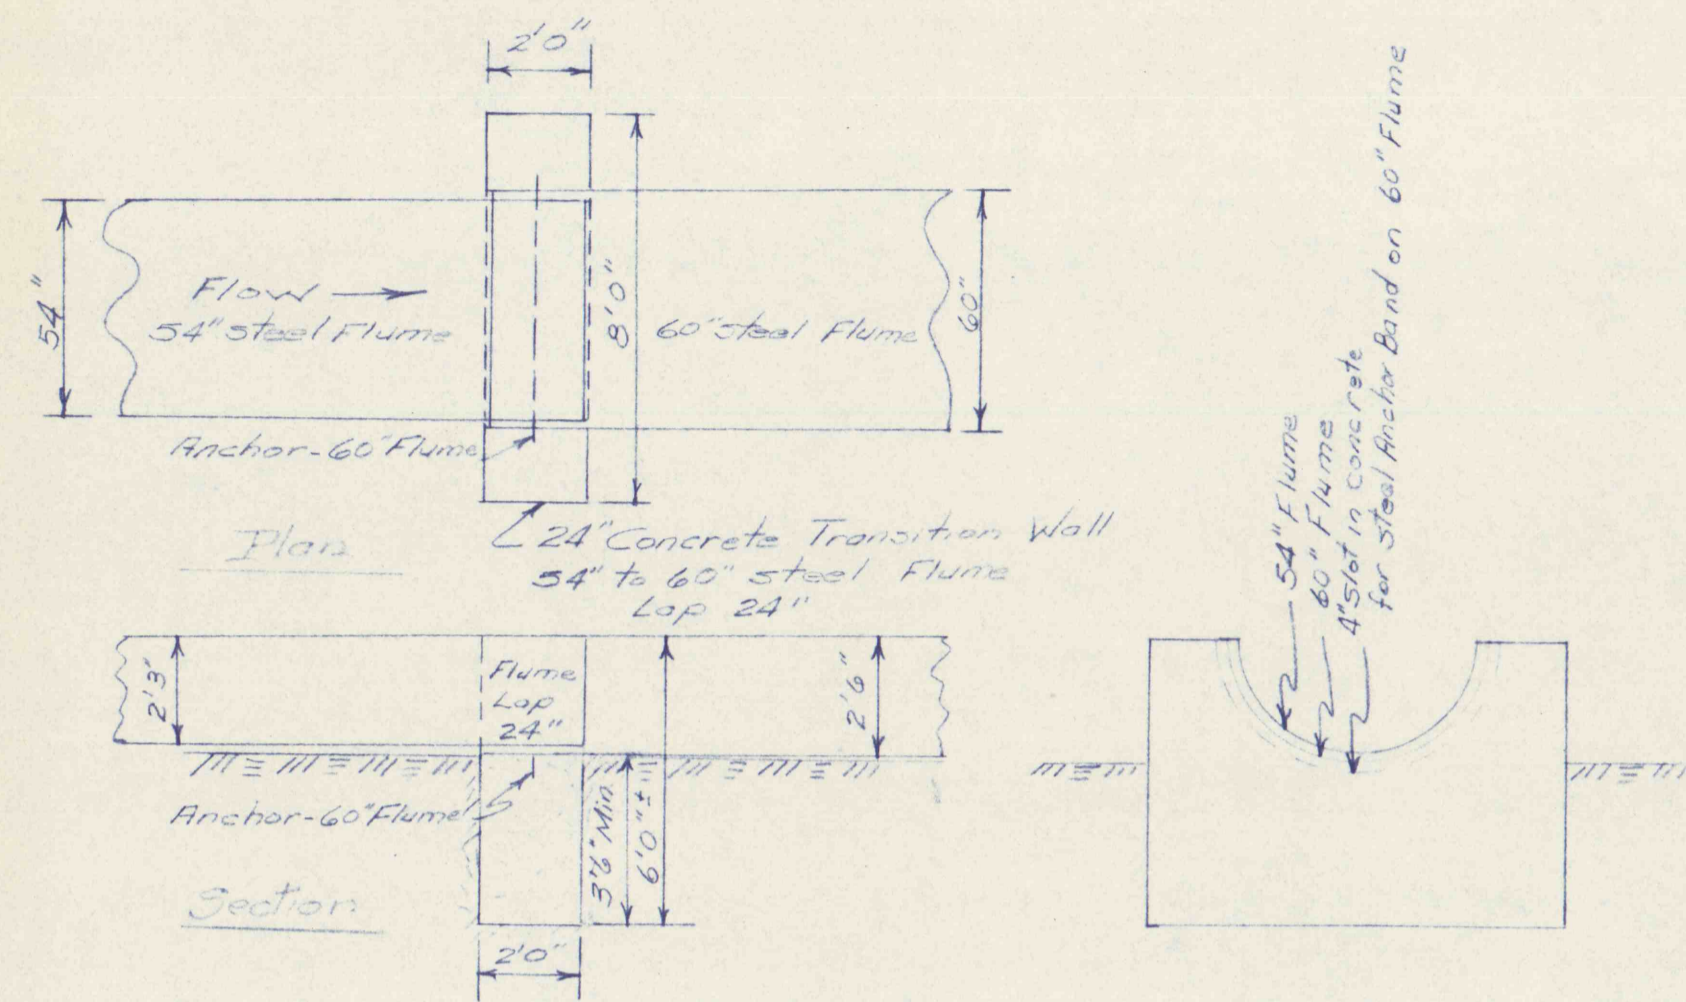 2'0"
54"
Flow
54" steel Flume
8'0"
60" steel Flume
60"
Anchor-60" Flume
Plan
24" Concrete Transition Wall
54" to 60" steel Flume
Lap 24"
2'3"
Flume
Lap
24"
2'6"
Anchor-60" Flume
3'6" Min.
6'0" ±
Section
2'0"
54" Flume
60" Flume
4" Slot in concrete
for Steel Anchor Band on 60" Flume